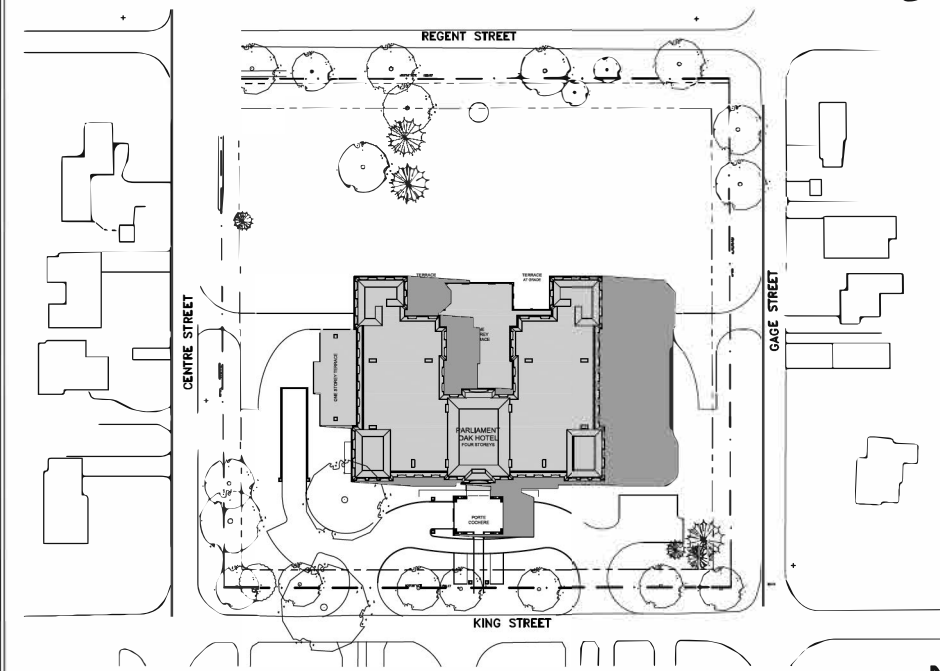 REGENT STREET
TERRACE
TERRACE
AT GRADE
CENTRE STREET
GAGE STREET
ONE STOREY TERRACE
PARLIAMENT
OAK HOTEL
FOUR STOREYS
PORTE
COCHERE
KING STREET